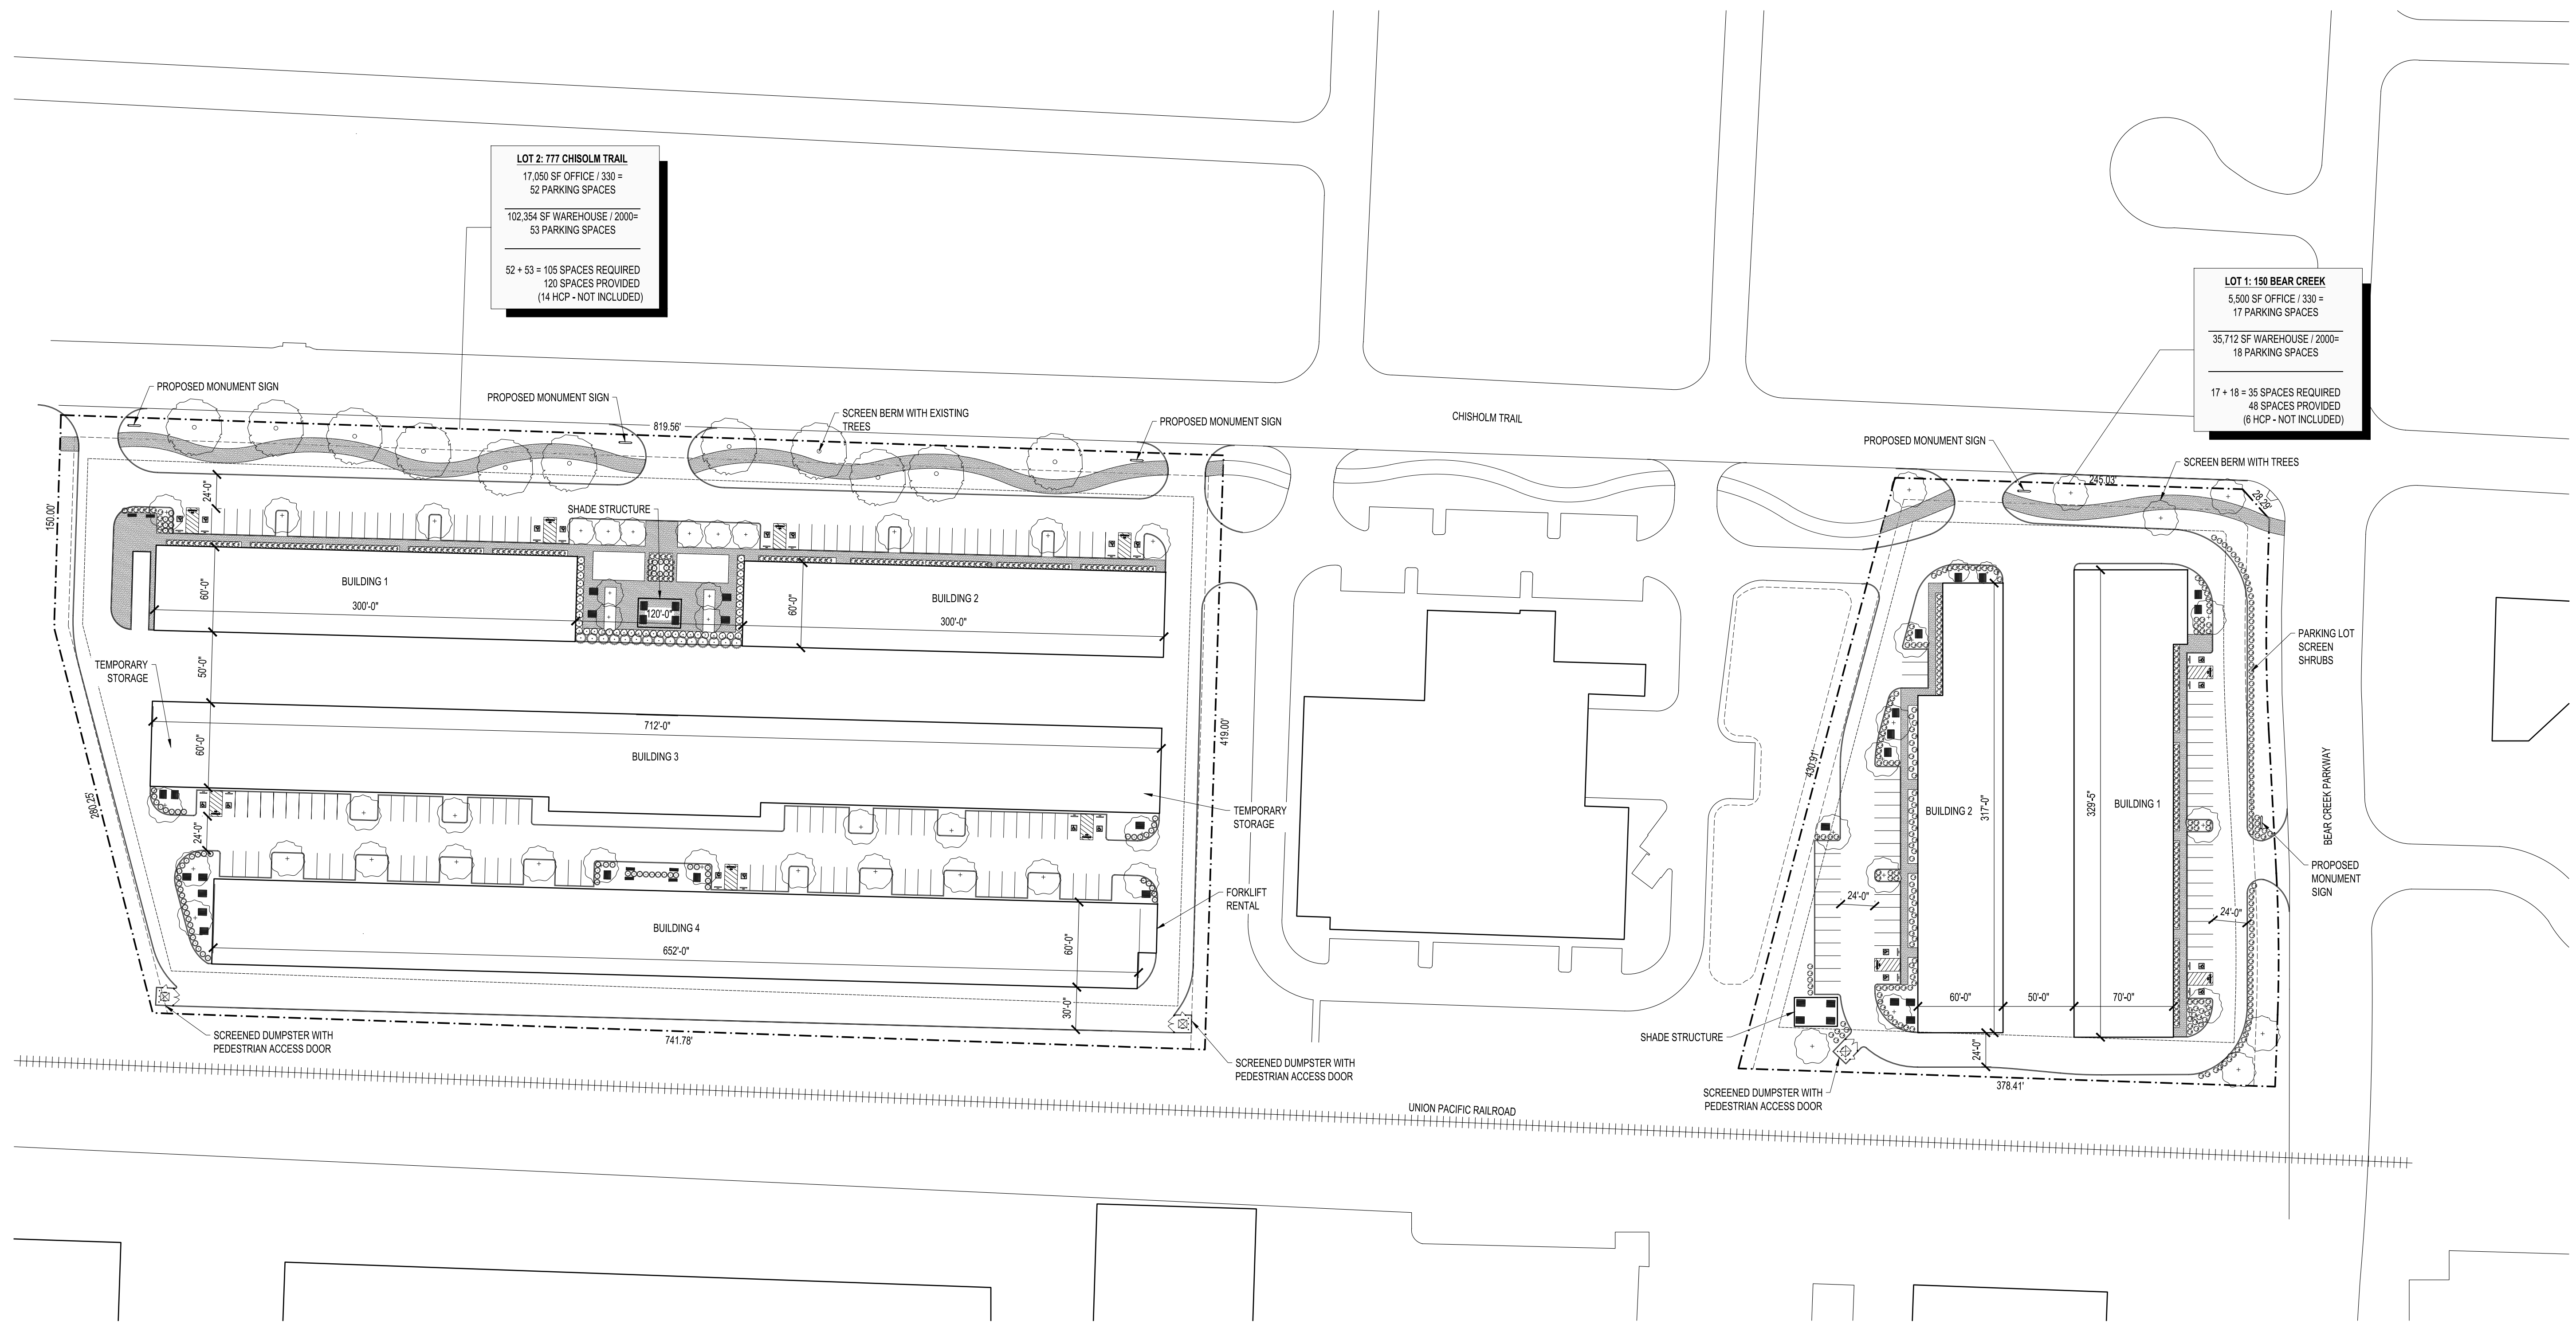 LOT 2: 777 CHISOLM TRAIL
17,050 SF OFFICE / 330 =
52 PARKING SPACES
102,354 SF WAREHOUSE / 2000=
53 PARKING SPACES
52 + 53 = 105 SPACES REQUIRED
120 SPACES PROVIDED
(14 HCP - NOT INCLUDED)
LOT 1: 150 BEAR CREEK
5,500 SF OFFICE / 330 =
17 PARKING SPACES
35,712 SF WAREHOUSE / 2000=
18 PARKING SPACES
17 + 18 = 35 SPACES REQUIRED
48 SPACES PROVIDED
(6 HCP - NOT INCLUDED)
PROPOSED MONUMENT SIGN
PROPOSED MONUMENT SIGN
819.56'
SCREEN BERM WITH EXISTING
TREES
PROPOSED MONUMENT SIGN
CHISHOLM TRAIL
PROPOSED MONUMENT SIGN
SCREEN BERM WITH TREES
245.03'
28.29'
150.00'
24'-0"
SHADE STRUCTURE
BUILDING 1
60'-0"
300'-0"
120'-0"
60'-0"
BUILDING 2
300'-0"
TEMPORARY
STORAGE
50'-0"
712'-0"
60'-0"
BUILDING 3
419.00'
280.25'
24'-0"
TEMPORARY
STORAGE
FORKLIFT
RENTAL
BUILDING 4
652'-0"
60'-0"
30'-0"
SCREENED DUMPSTER WITH
PEDESTRIAN ACCESS DOOR
741.78'
SCREENED DUMPSTER WITH
PEDESTRIAN ACCESS DOOR
UNION PACIFIC RAILROAD
PARKING LOT
SCREEN
SHRUBS
430.91'
BUILDING 2
317'-0"
329'-5"
BUILDING 1
BEAR CREEK PARKWAY
PROPOSED
MONUMENT
SIGN
24'-0"
24'-0"
60'-0"
50'-0"
70'-0"
SHADE STRUCTURE
24'-0"
378.41'
SCREENED DUMPSTER WITH
PEDESTRIAN ACCESS DOOR